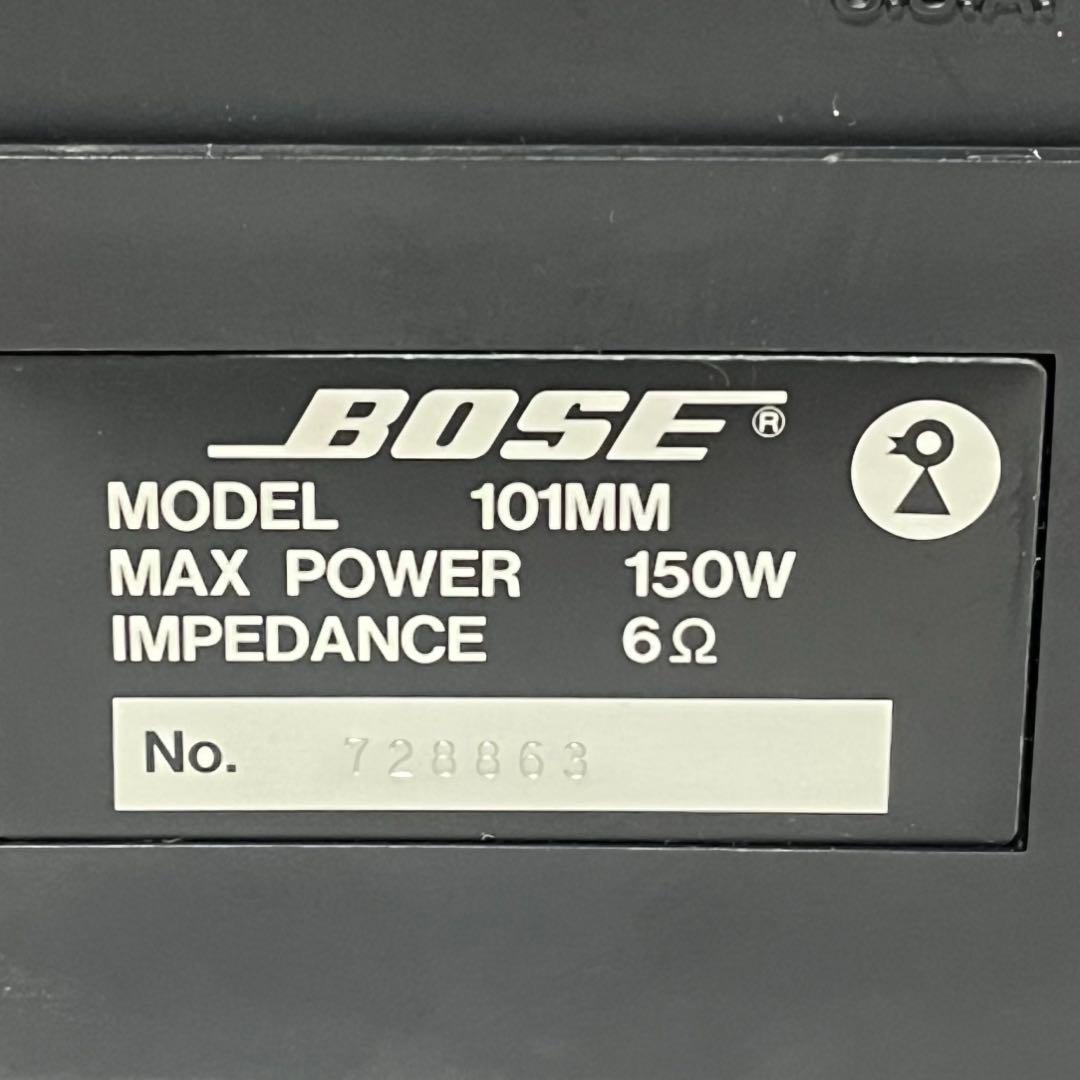 BOSE®
MODEL 101MM
MAX POWER 150W
IMPEDANCE 6Ω
No. 728863